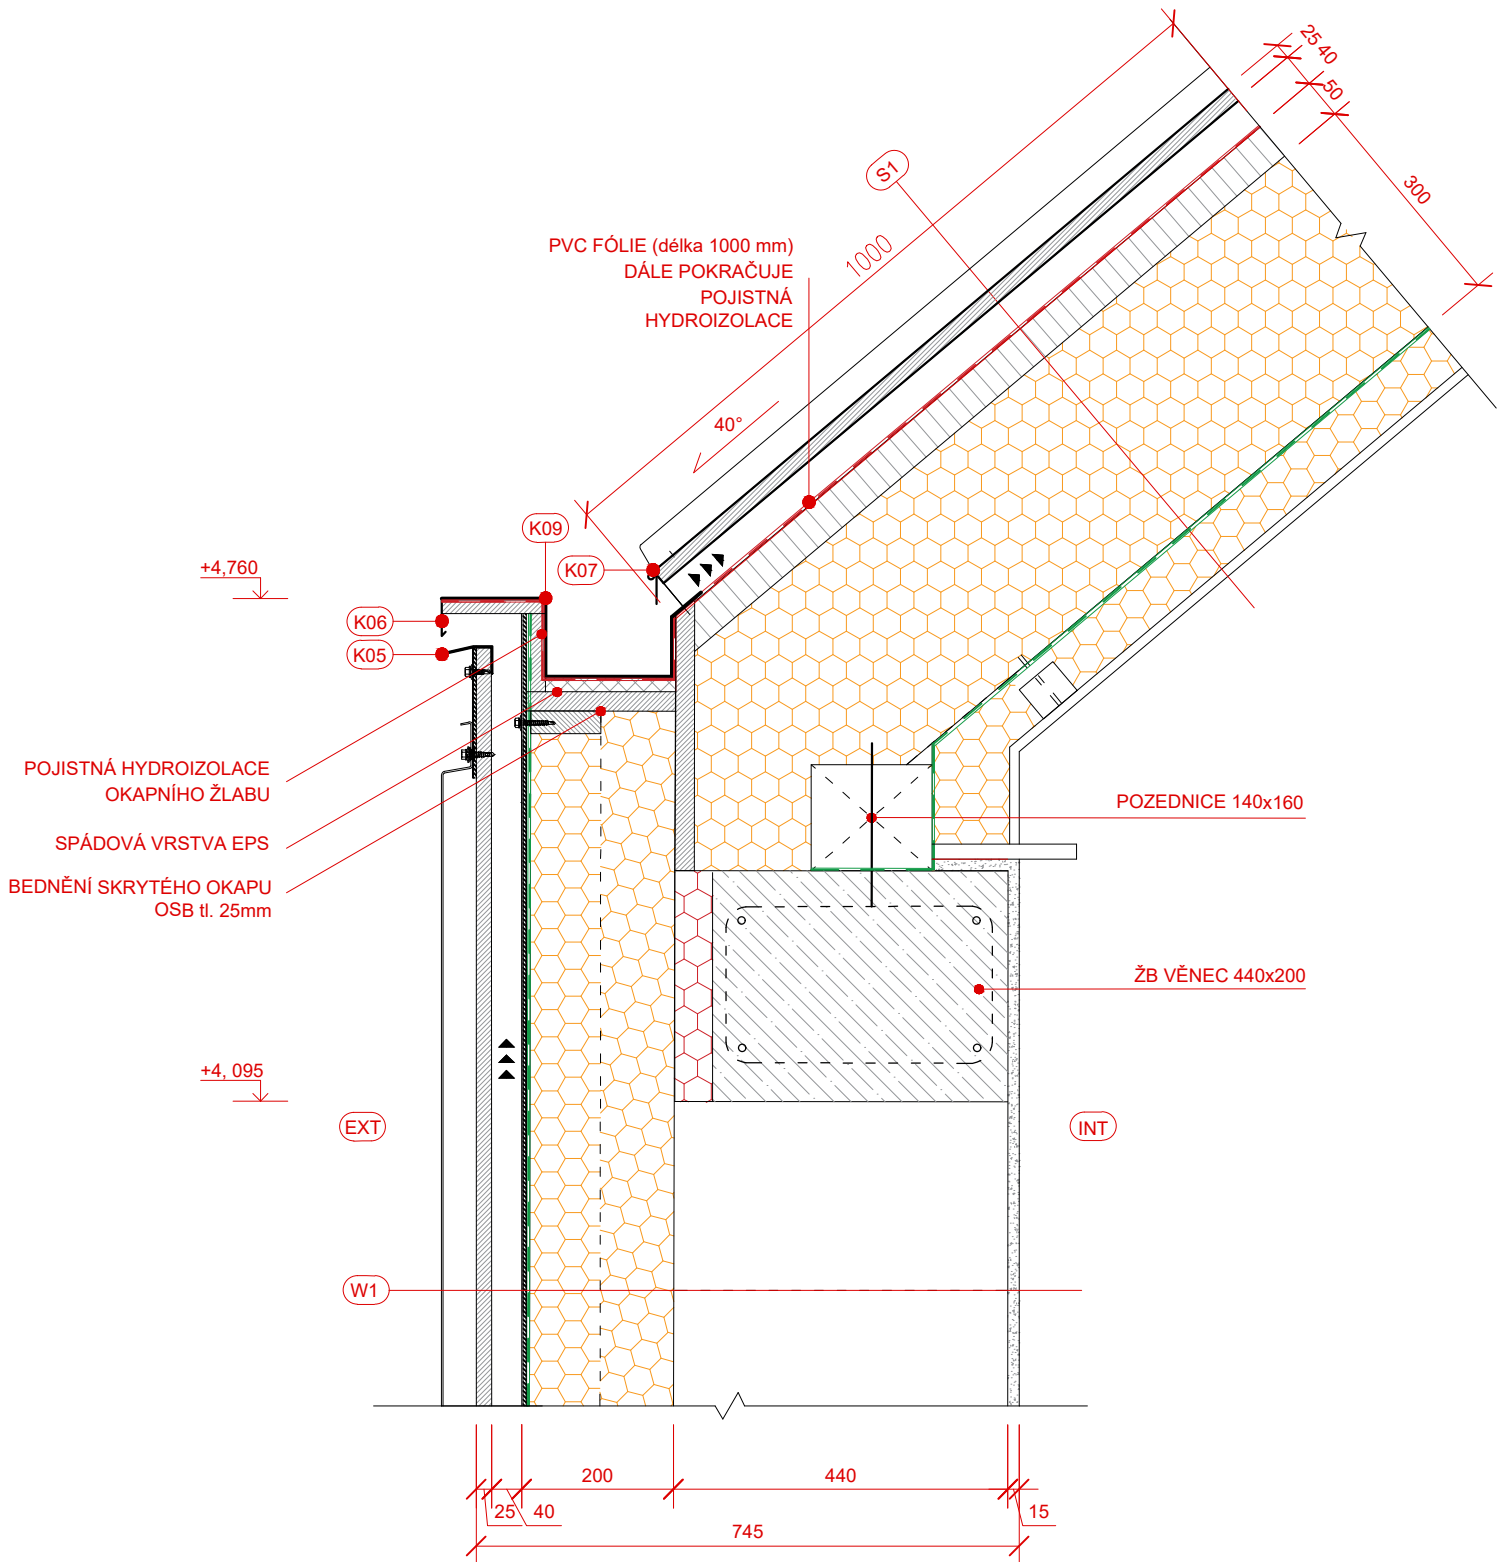 25
40
50
300
S1
1000
PVC FÓLIE (délka 1000 mm)
DÁLE POKRAČUJE
POJISTNÁ
HYDROIZOLACE
40°
K09
K07
+4,760
K06
K05
POJISTNÁ HYDROIZOLACE
OKAPNÍHO ŽLABU
SPÁDOVÁ VRSTVA EPS
BEDNĚNÍ SKRYTÉHO OKAPU
OSB tl. 25mm
POZEDNICE 140x160
ŽB VĚNEC 440x200
+4, 095
EXT
INT
W1
200
440
25
40
15
745